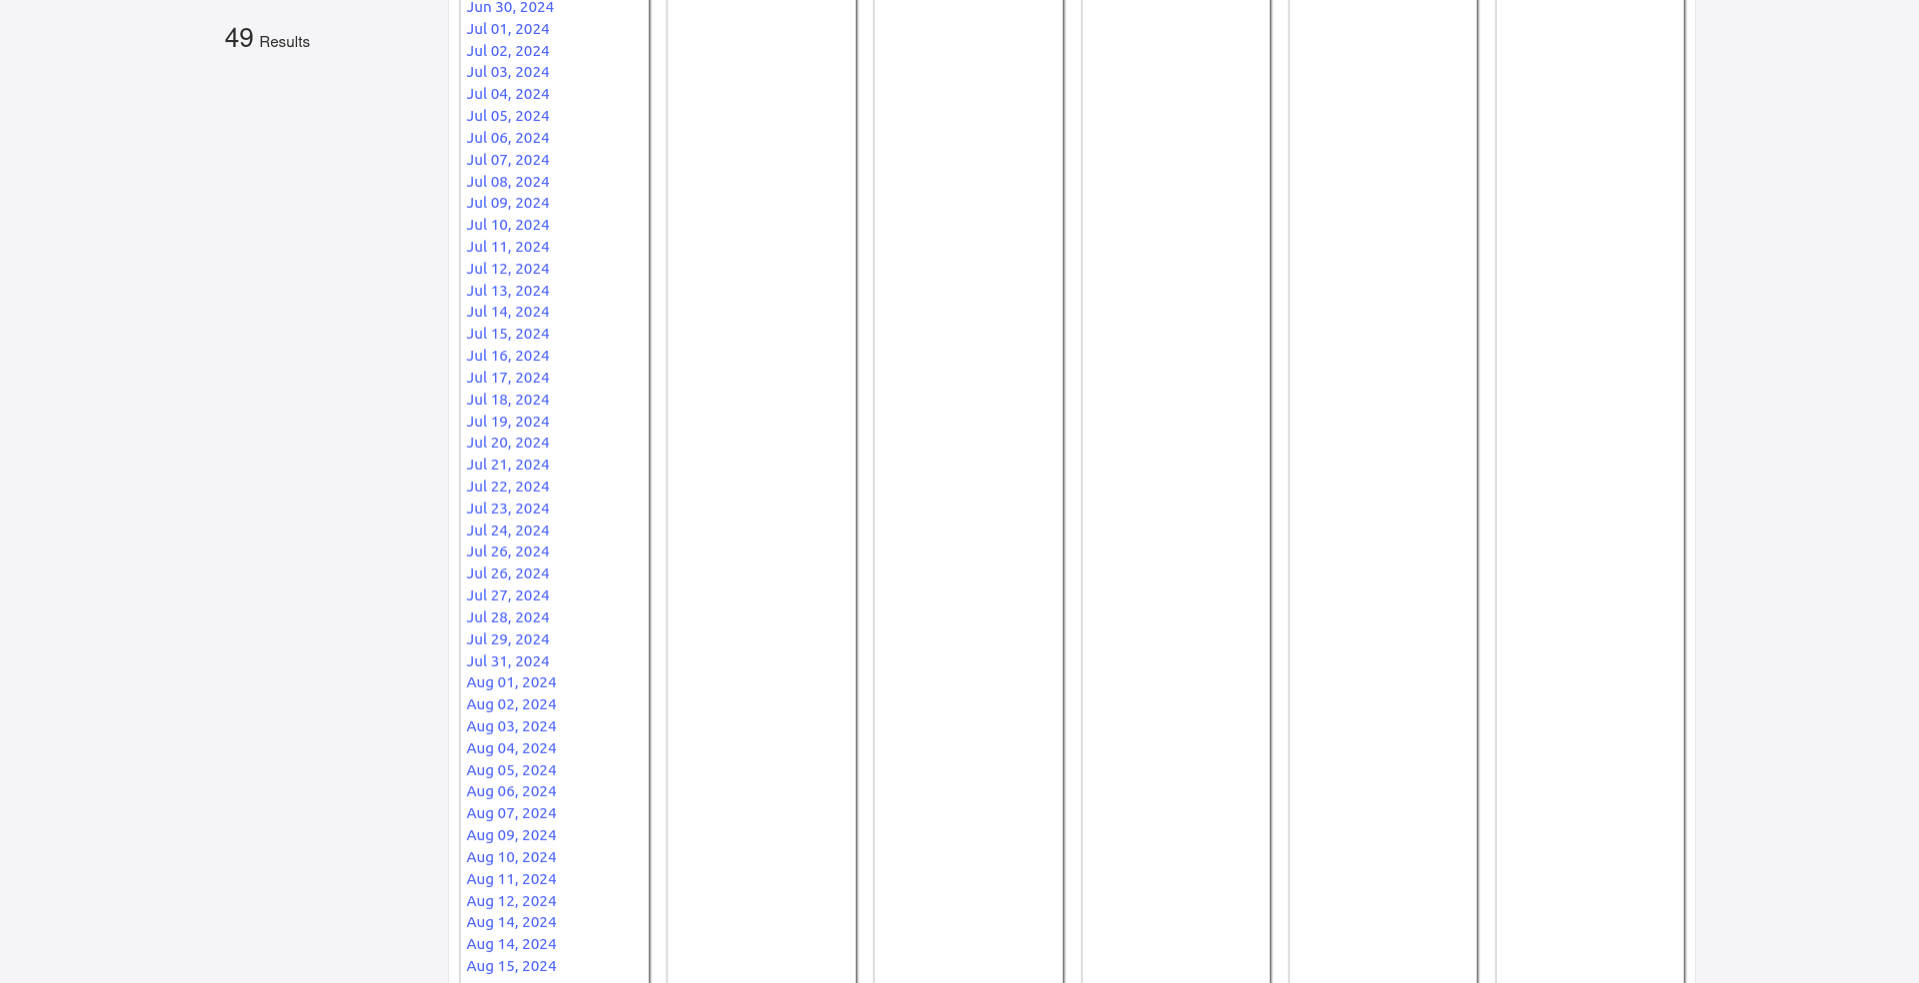 49 Results
Jun 30, 2024
Jul 01, 2024
Jul 02, 2024
Jul 03, 2024
Jul 04, 2024
Jul 05, 2024
Jul 06, 2024
Jul 07, 2024
Jul 08, 2024
Jul 09, 2024
Jul 10, 2024
Jul 11, 2024
Jul 12, 2024
Jul 13, 2024
Jul 14, 2024
Jul 15, 2024
Jul 16, 2024
Jul 17, 2024
Jul 18, 2024
Jul 19, 2024
Jul 20, 2024
Jul 21, 2024
Jul 22, 2024
Jul 23, 2024
Jul 24, 2024
Jul 26, 2024
Jul 26, 2024
Jul 27, 2024
Jul 28, 2024
Jul 29, 2024
Jul 31, 2024
Aug 01, 2024
Aug 02, 2024
Aug 03, 2024
Aug 04, 2024
Aug 05, 2024
Aug 06, 2024
Aug 07, 2024
Aug 09, 2024
Aug 10, 2024
Aug 11, 2024
Aug 12, 2024
Aug 14, 2024
Aug 14, 2024
Aug 15, 2024